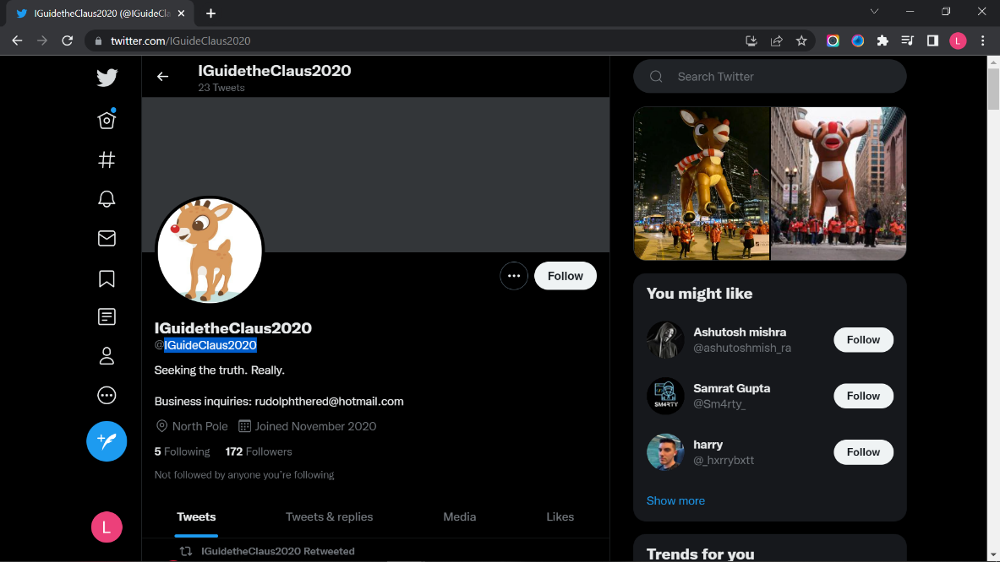 IGuidetheClaus2020 (@IGuideCla
twitter.com/IGuideClaus2020
L
IGuidetheClaus2020
23 Tweets
Search Twitter
Follow
IGuidetheClaus2020
@IGuideClaus2020
Seeking the truth. Really.
Business inquiries: rudolphthered@hotmail.com
North Pole Joined November 2020
5 Following 172 Followers
Not followed by anyone you're following
Tweets Tweets & replies Media Likes
IGuidetheClaus2020 Retweeted
L
You might like
Ashutosh mishra
@ashutoshmish_ra
Follow
SM4RTY
Samrat Gupta
@Sm4rty_
Follow
harry
@_hxrrybxtt
Follow
Show more
Trends for you